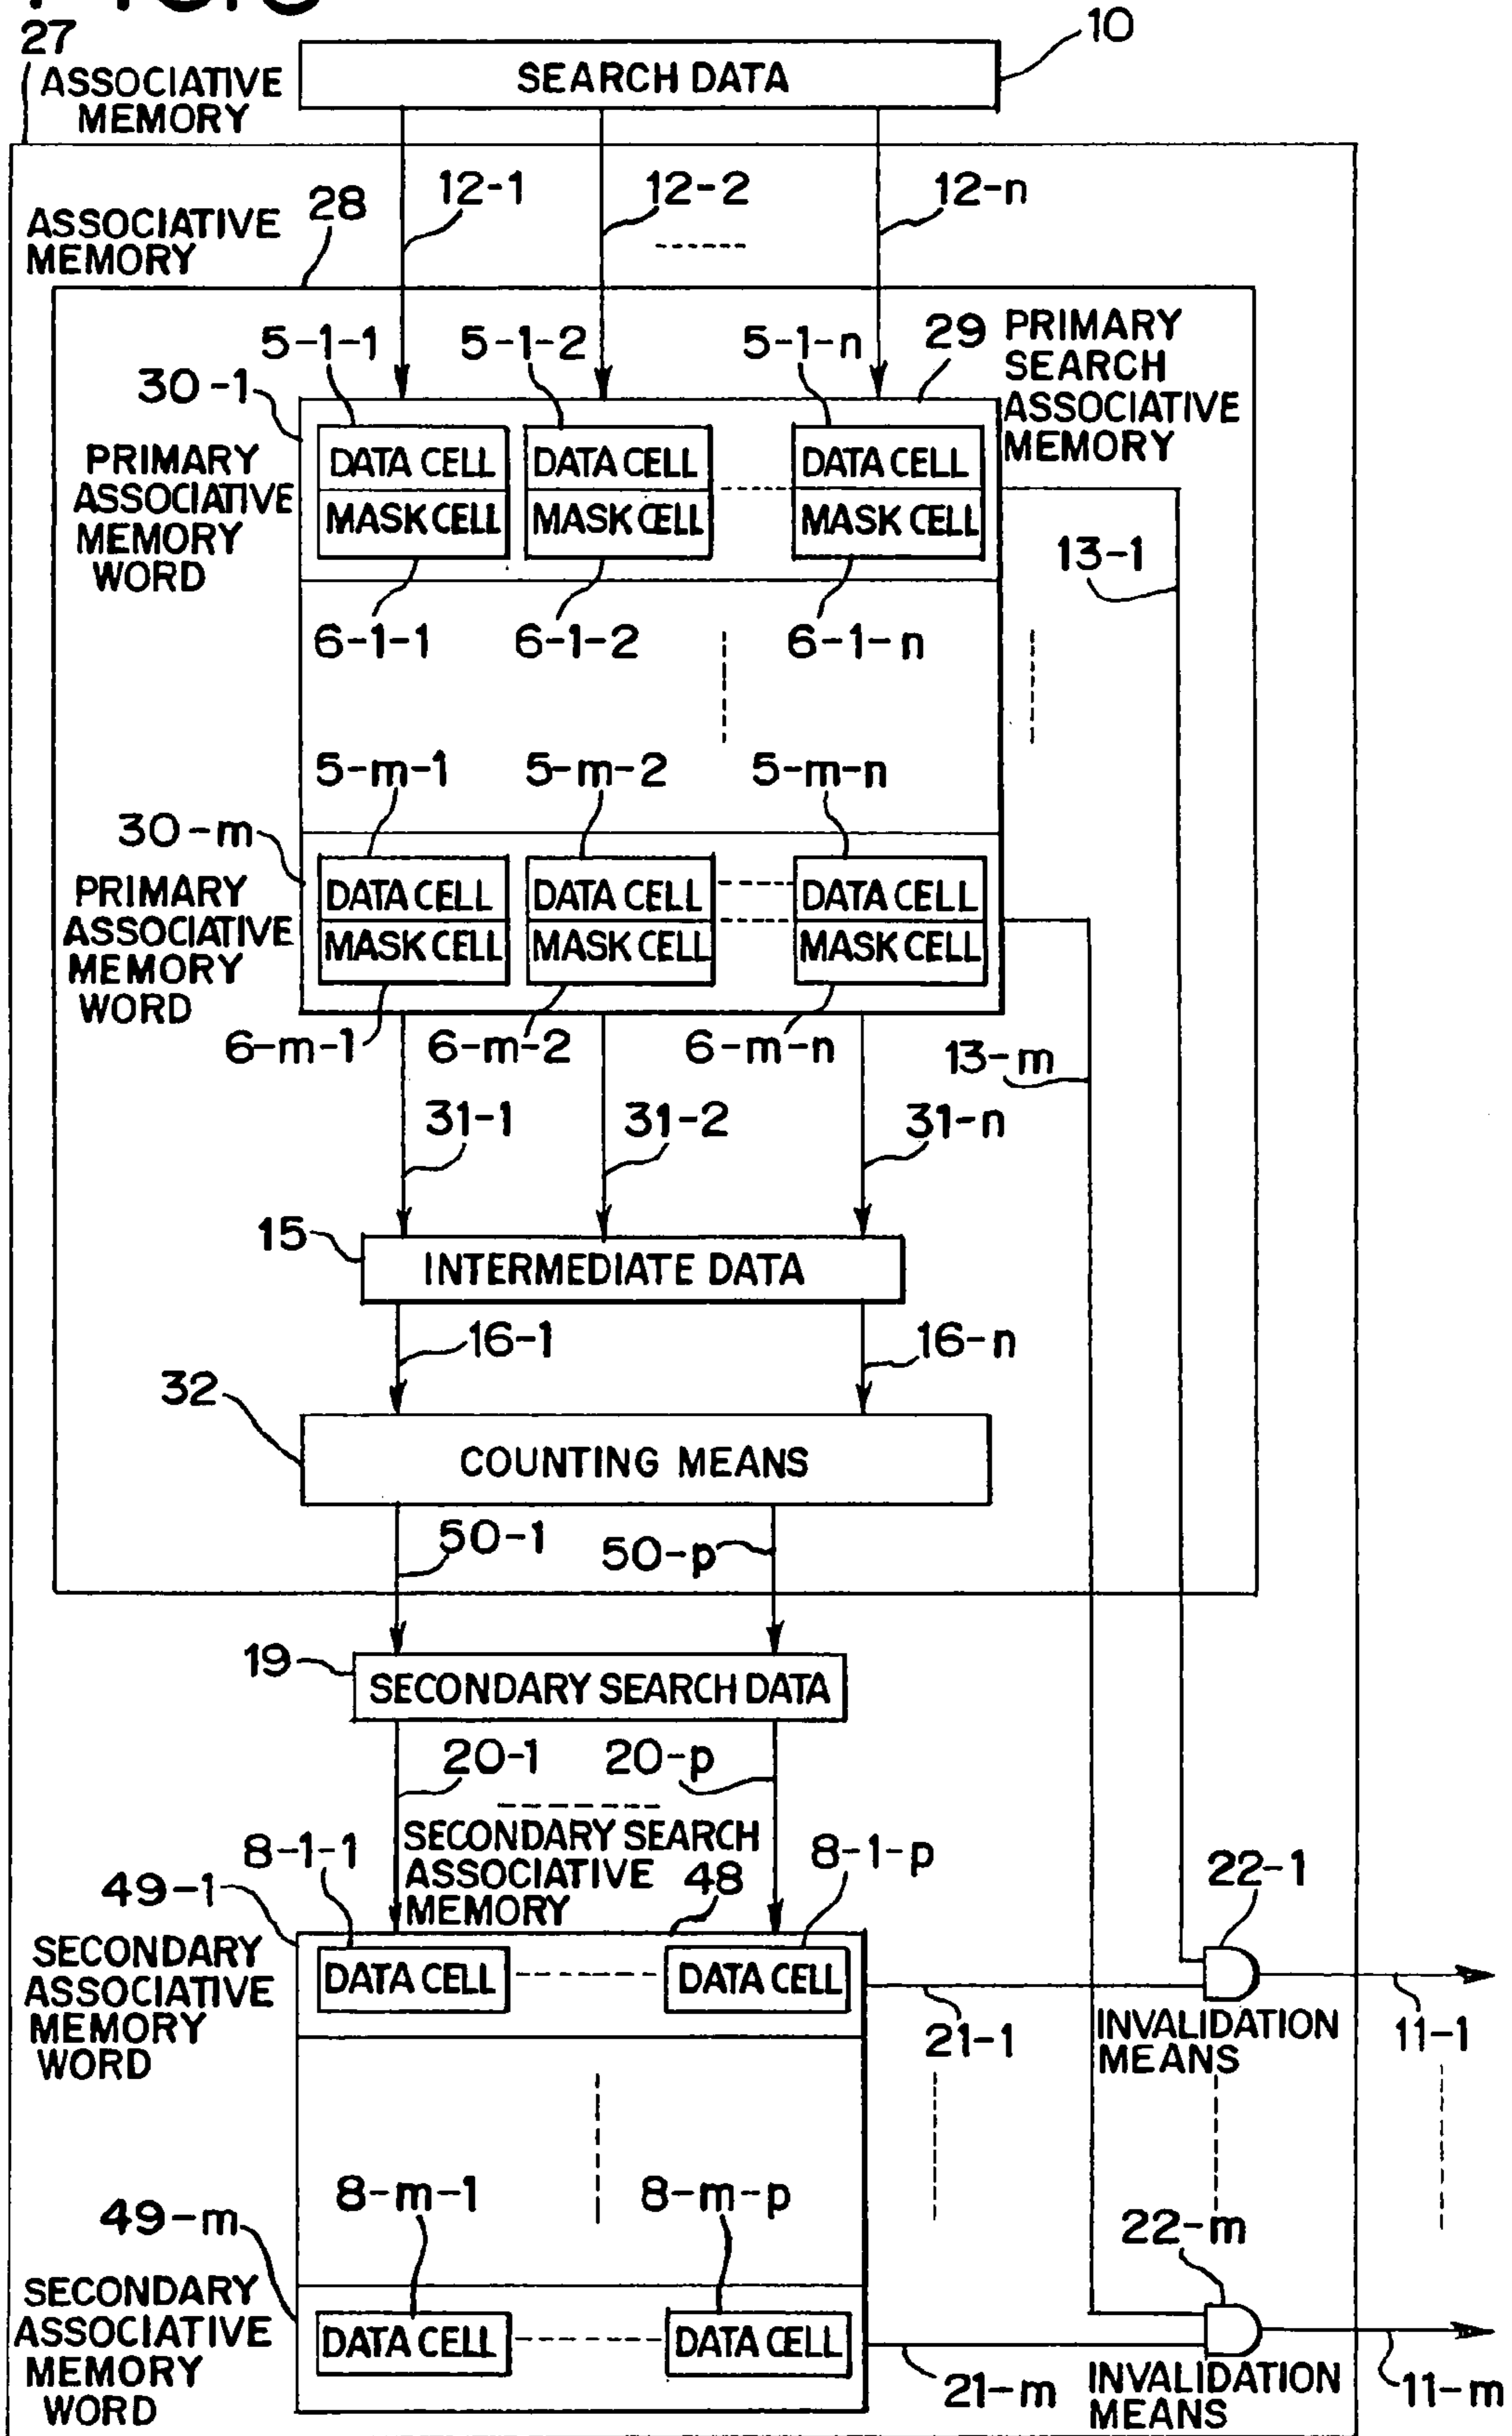 27
ASSOCIATIVE
MEMORY
SEARCH DATA
10
12-1
12-2
12-n
ASSOCIATIVE
MEMORY
28
5-1-1
5-1-2
5-1-n
29
PRIMARY
SEARCH
ASSOCIATIVE
MEMORY
30-1
PRIMARY
ASSOCIATIVE
MEMORY
WORD
DATA CELL
DATA CELL
DATA CELL
MASK CELL
MASK CELL
MASK CELL
13-1
6-1-1
6-1-2
6-1-n
5-m-1
5-m-2
5-m-n
30-m
PRIMARY
ASSOCIATIVE
MEMORY
WORD
DATA CELL
DATA CELL
DATA CELL
MASK CELL
MASK CELL
MASK CELL
6-m-1
6-m-2
6-m-n
13-m
31-1
31-2
31-n
15
INTERMEDIATE DATA
16-1
16-n
32
COUNTING MEANS
50-1
50-p
19
SECONDARY SEARCH DATA
20-1
20-p
SECONDARY SEARCH
ASSOCIATIVE
MEMORY
48
8-1-1
8-1-p
49-1
SECONDARY
ASSOCIATIVE
MEMORY
WORD
DATA CELL
DATA CELL
22-1
21-1
INVALIDATION
MEANS
11-1
8-m-1
8-m-p
49-m
SECONDARY
ASSOCIATIVE
MEMORY
WORD
DATA CELL
DATA CELL
22-m
21-m
INVALIDATION
MEANS
11-m